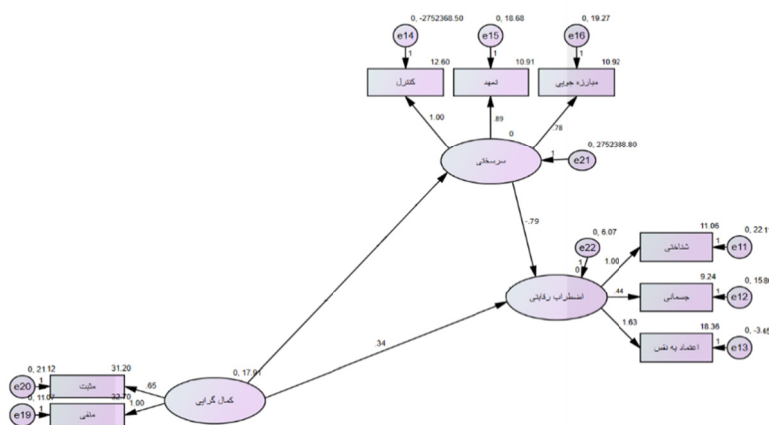 0, -2752368.50
0, 18.68
0, 19.27
e14
e15
e16
1
1
1
12.60
10.91
10.92
کنترل
تعهد
مبارزه جویی
1.00
.89
.78
0
سرسختی
1
0, 2752388.80
e21
-.79
0, 6.07
e22
1
0
اضطراب رقابتی
1.00
.44
1.63
11.06
شناختی
1
0, 22.1
e11
9.24
جسمانی
1
0, 15.8
e12
18.36
اعتماد به نفس
1
0, -3.45
e13
.34
0, 17.91
کمال گرایی
.65
1.00
0, 21.12
31.20
e20
1
مثبت
0, 11.07
32.70
e19
1
منفی